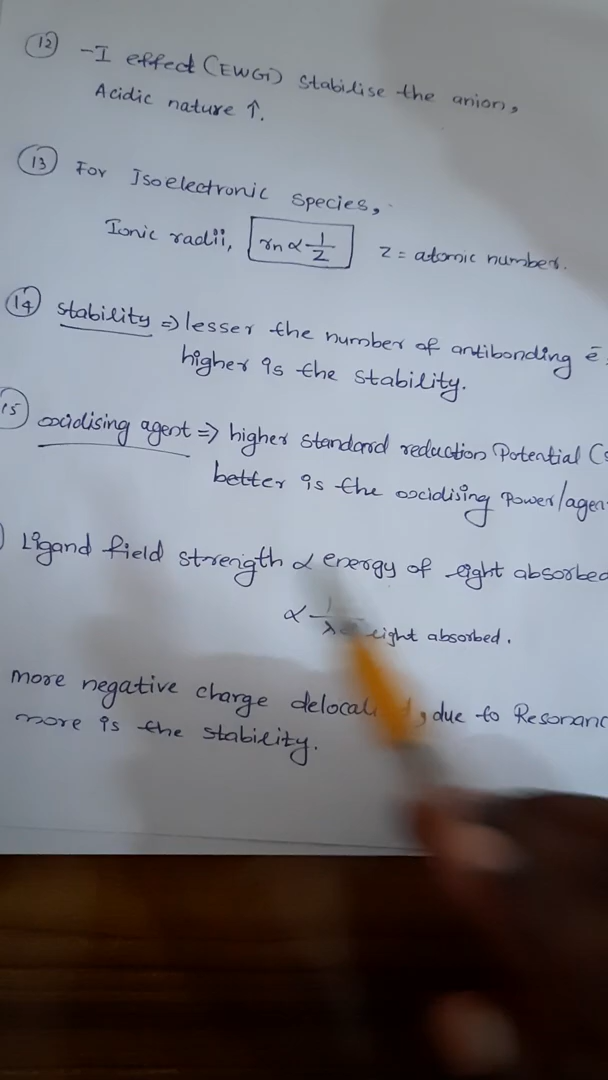 12 -I effect (EWG) stabilise the anion,
Acidic nature ↑.
13 For Isoelectronic species,
Ionic radii, rn ∝ 1/Z Z = atomic number.
14 stability ⇒ lesser the number of antibonding ē
higher is the stability.
15 oxidising agent ⇒ higher standard reduction Potential (
better is the oxidising power/agen
) Ligand field strength ∝ energy of light absorbed
∝ 1/λ light absorbed.
more negative charge delocal , due to Resonanc
more is the stability.